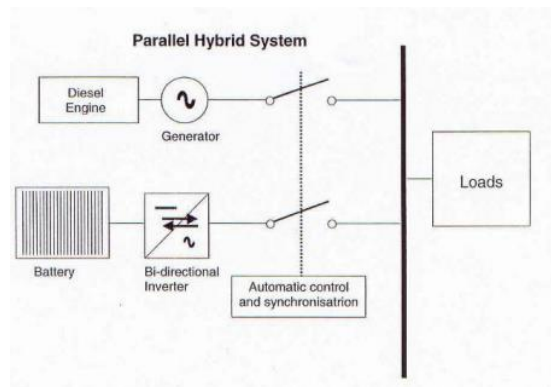 Parallel Hybrid System
Diesel
Engine
Generator
Loads
Battery
Bi-directional
Inverter
Automatic control
and synchronisatrion